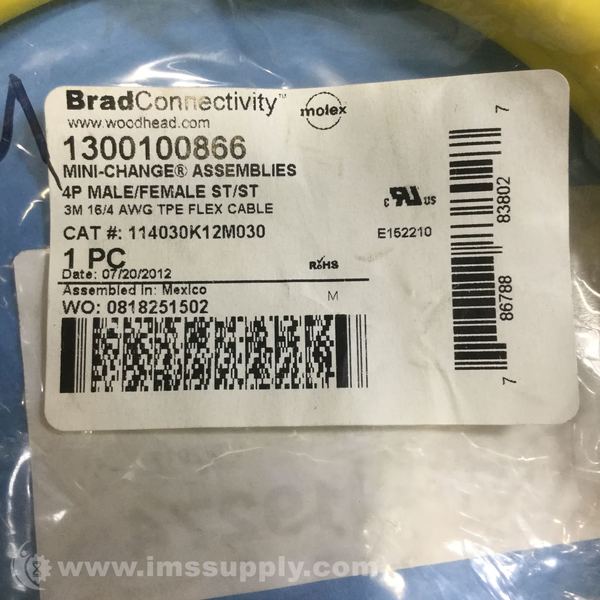 BradConnectivity™
molex
www.woodhead.com
1300100866
MINI-CHANGE® ASSEMBLIES
4P MALE/FEMALE ST/ST
3M 16/4 AWG TPE FLEX CABLE
CAT #: 114030K12M030
1 PC
Date: 07/20/2012
Assembled In: Mexico
WO: 0818251502
RoHS
M
c RU US
E152210
7 86788 83802 7
www.imssupply.com